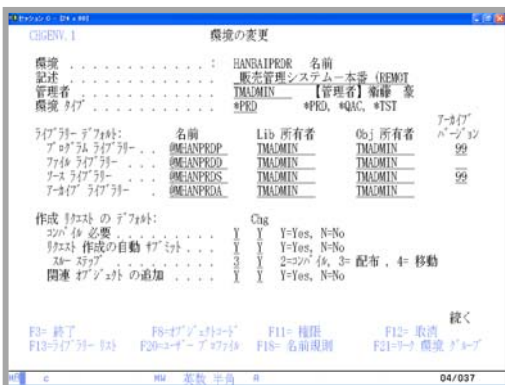 セッション C - [24 x 80]
CHGENV.1 環境の変更
環境 . . . . . . . . . . . . . : HANBAIPRDR 名前
記述 . . . . . . . . . . . . . 販売管理システム－本番 (REMOT
管理者 . . . . . . . . . . . . TMADMIN 【管理者】 豪
環境 ﾀｲﾌﾟ . . . . . . . . . . . *PRD *PRD, *QAC, *TST
ｱｰｶｲﾌﾞ
ﾗｲﾌﾞﾗﾘｰ ﾃﾞﾌｫﾙﾄ: 名前 Lib 所有者 Obj 所有者 ﾊﾞｰｼﾞｮﾝ
ﾌﾟﾛｸﾞﾗﾑ ﾗｲﾌﾞﾗﾘｰ . . @MHANPRDP TMADMIN TMADMIN 99
ﾌｧｲﾙ ﾗｲﾌﾞﾗﾘｰ . . . @MHANPRDD TMADMIN TMADMIN
ｿｰｽ ﾗｲﾌﾞﾗﾘｰ . . . . @MHANPRDS TMADMIN TMADMIN 99
ｱｰｶｲﾌﾞ ﾗｲﾌﾞﾗﾘｰ . . . @MHANPRDA TMADMIN TMADMIN
作成 ﾘｸｴｽﾄ の ﾃﾞﾌｫﾙﾄ: Chg
ｺﾝﾊﾟｲﾙ 必要 . . . . . . . . . Y Y Y=Yes, N=No
ﾘｸｴｽﾄ 作成の自動 ｻﾌﾞﾐｯﾄ . . . . Y Y Y=Yes, N=No
ｽﾙｰ ｽﾃｯﾌﾟ . . . . . . . . . . 3 Y 2=ｺﾝﾊﾟｲﾙ, 3= 配布 , 4= 移動
関連 ｵﾌﾞｼﾞｪｸﾄ の追加 . . . . . Y Y Y=Yes, N=No
続く
F3= 終了 F8=ｵﾌﾞｼﾞｪｸﾄｺｰﾄﾞ F11= 権限 F12= 取消
F13=ﾗｲﾌﾞﾗﾘｰ ﾘｽﾄ F20=ﾕｰｻﾞｰ ﾌﾟﾛﾌｧｲﾙ F18= 名前規則 F21=ﾘｰｸ 環境 ｸﾞﾙｰﾌﾟ
c MW 英数 半角 A 04/037